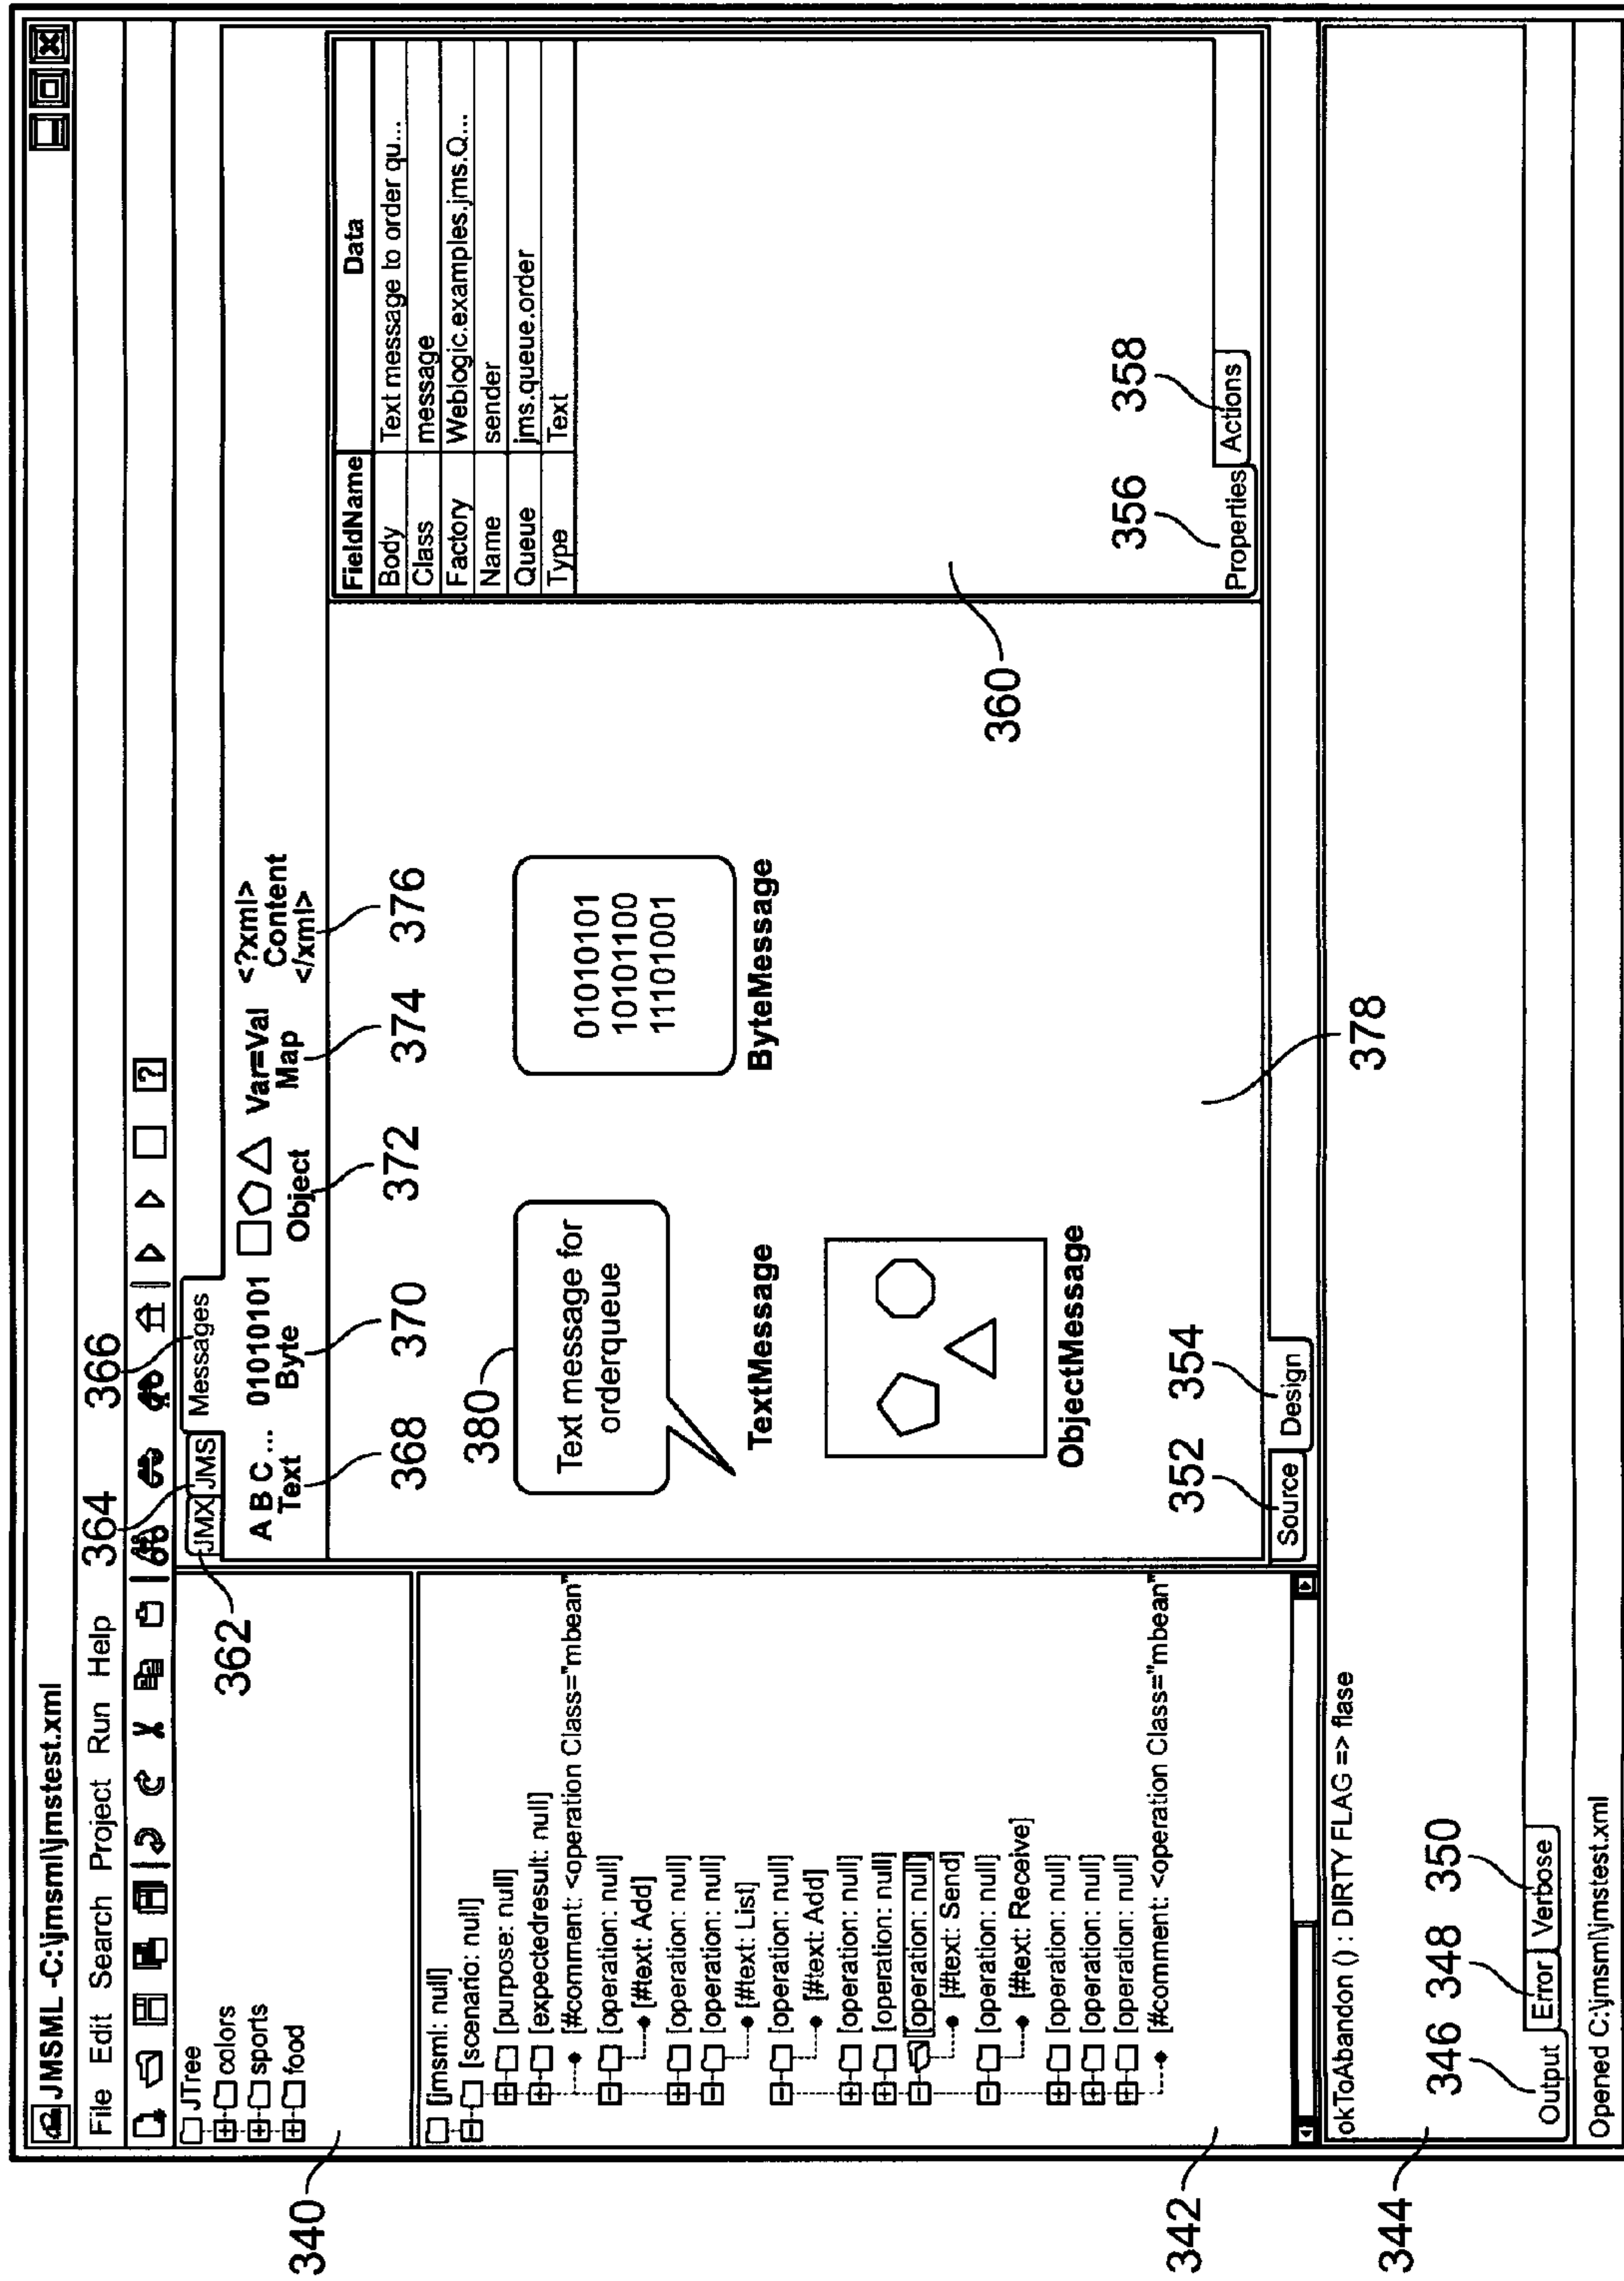 JMSML -C:\jmsml\jmstest.xml
File Edit Search Project Run Help
364
366
?
JTree
colors
sports
food
362
340
JMX
JMS
Messages
A B C ...
Text
01010101
Byte
Object
Var=Val
Map
<?xml>
Content
</xml>
368
370
372
374
376
[jmsml: null]
[scenario: null]
[purpose: null]
[expectedresult: null]
[#comment: <operation Class="mbean"
[operation: null]
[#text: Add]
[operation: null]
[operation: null]
[#text: List]
[operation: null]
[#text: Add]
[operation: null]
[operation: null]
[operation: null]
[#text: Send]
[operation: null]
[#text: Receive]
[operation: null]
[operation: null]
[operation: null]
[#comment: <operation Class="mbean"
342
380
Text message for
orderqueue
TextMessage
01010101
10101100
11101001
ByteMessage
ObjectMessage
352
354
Source
Design
378
FieldName
Data
Body
Text message to order qu...
Class
message
Factory
Weblogic.examples.jms.Q...
Name
sender
Queue
jms.queue.order
Type
Text
360
356
358
Properties
Actions
okToAbandon () : DIRTY FLAG => flase
344
346
348
350
Output
Error
Verbose
Opened C:\jmsml\jmstest.xml